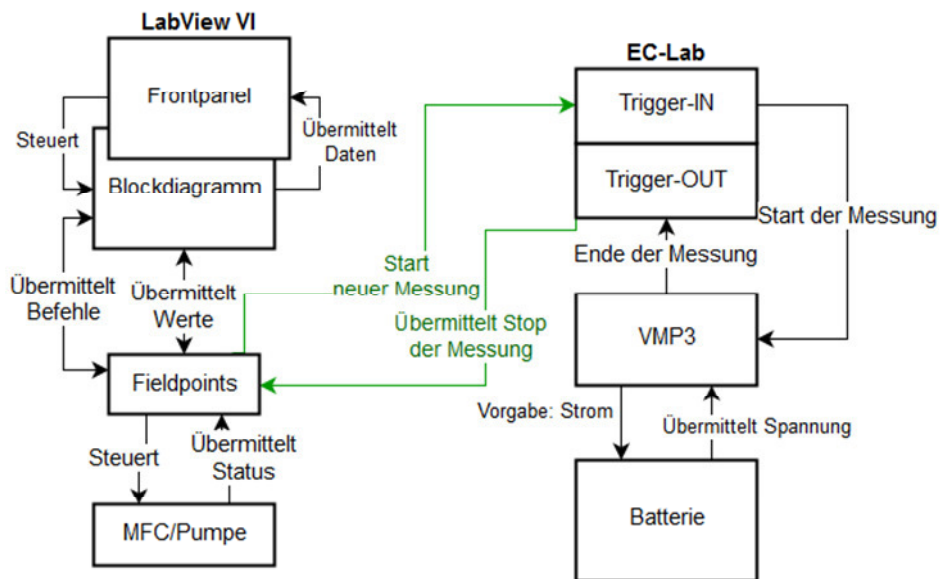 LabView VI
Frontpanel
Steuert
Übermittelt
Daten
Blockdiagramm
Übermittelt
Befehle
Übermittelt
Werte
Fieldpoints
Steuert
Übermittelt
Status
MFC/Pumpe
Start
neuer Messung
Übermittelt Stop
der Messung
EC-Lab
Trigger-IN
Trigger-OUT
Start der Messung
Ende der Messung
VMP3
Vorgabe: Strom
Übermittelt Spannung
Batterie